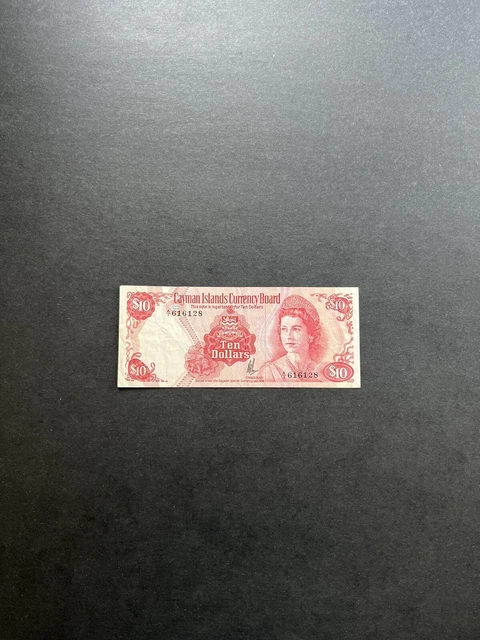 Cayman Islands Currency Board
This note is legal tender for Ten Dollars
$10
$10
A/1 616128
Ten
Dollars
A/1 616128
$10
$10